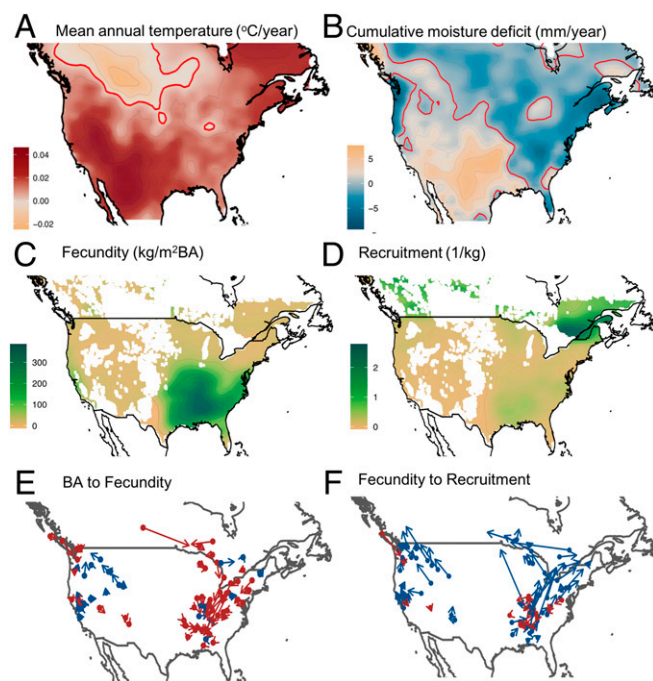 A Mean annual temperature (°C/year)
B Cumulative moisture deficit (mm/year)
0.04
0.02
0.00
−0.02
5
0
−5
−
C Fecundity (kg/m²BA)
D Recruitment (1/kg)
300
200
100
0
2
1
0
E BA to Fecundity
F Fecundity to Recruitment